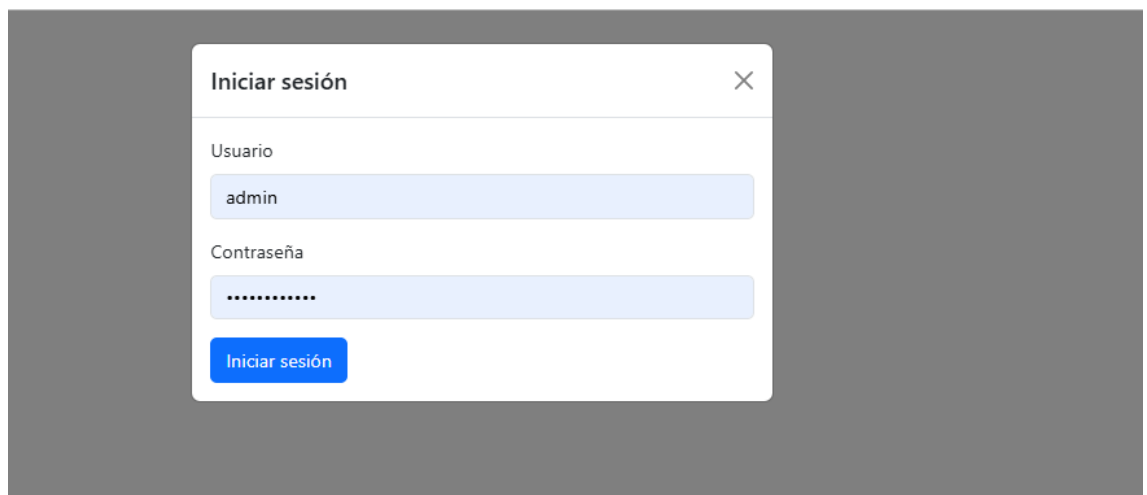 Iniciar sesión
Usuario
admin
Contraseña
••••••••••••
Iniciar sesión